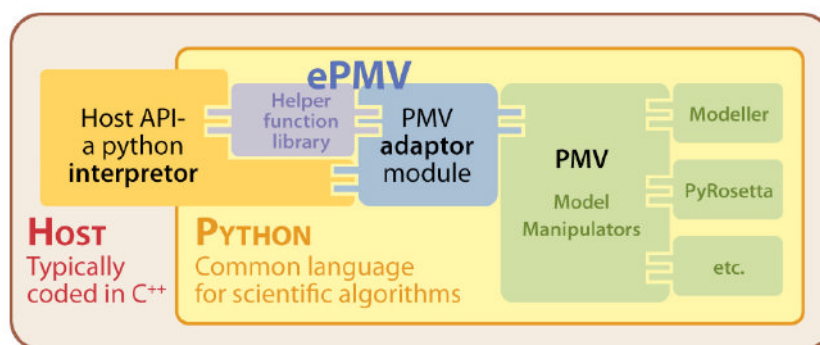 ePMV
Host API-
a python
interpretor
Helper
function
library
PMV
adaptor
module
PMV
Model
Manipulators
Modeller
PyRosetta
etc.
HOST
Typically
coded in C++
PYTHON
Common language
for scientific algorithms